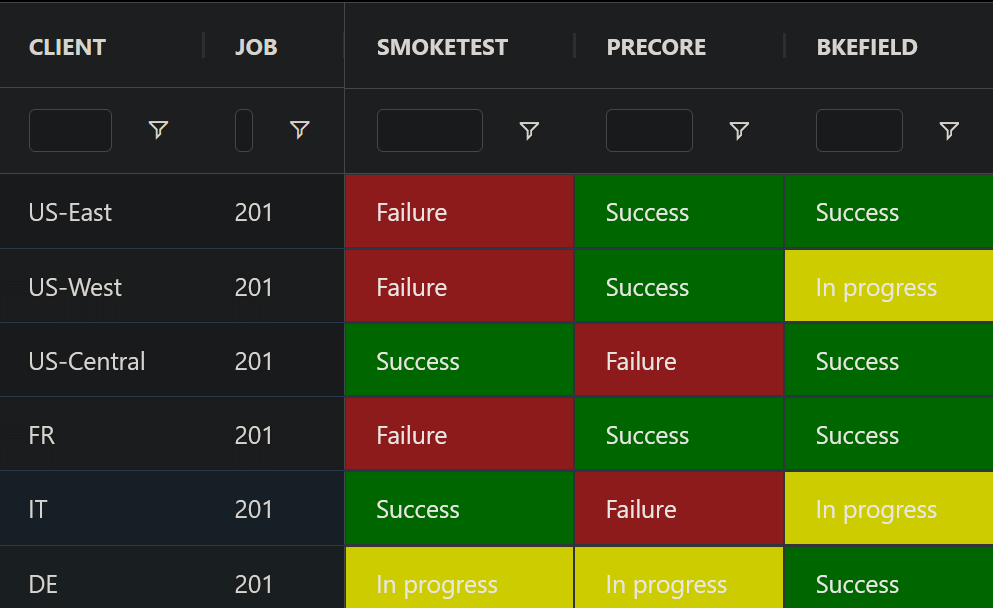 CLIENT JOB SMOKETEST PRECORE BKEFIELD
US-East 201 Failure Success Success
US-West 201 Failure Success In progress
US-Central 201 Success Failure Success
FR 201 Failure Success Success
IT 201 Success Failure In progress
DE 201 In progress In progress Success